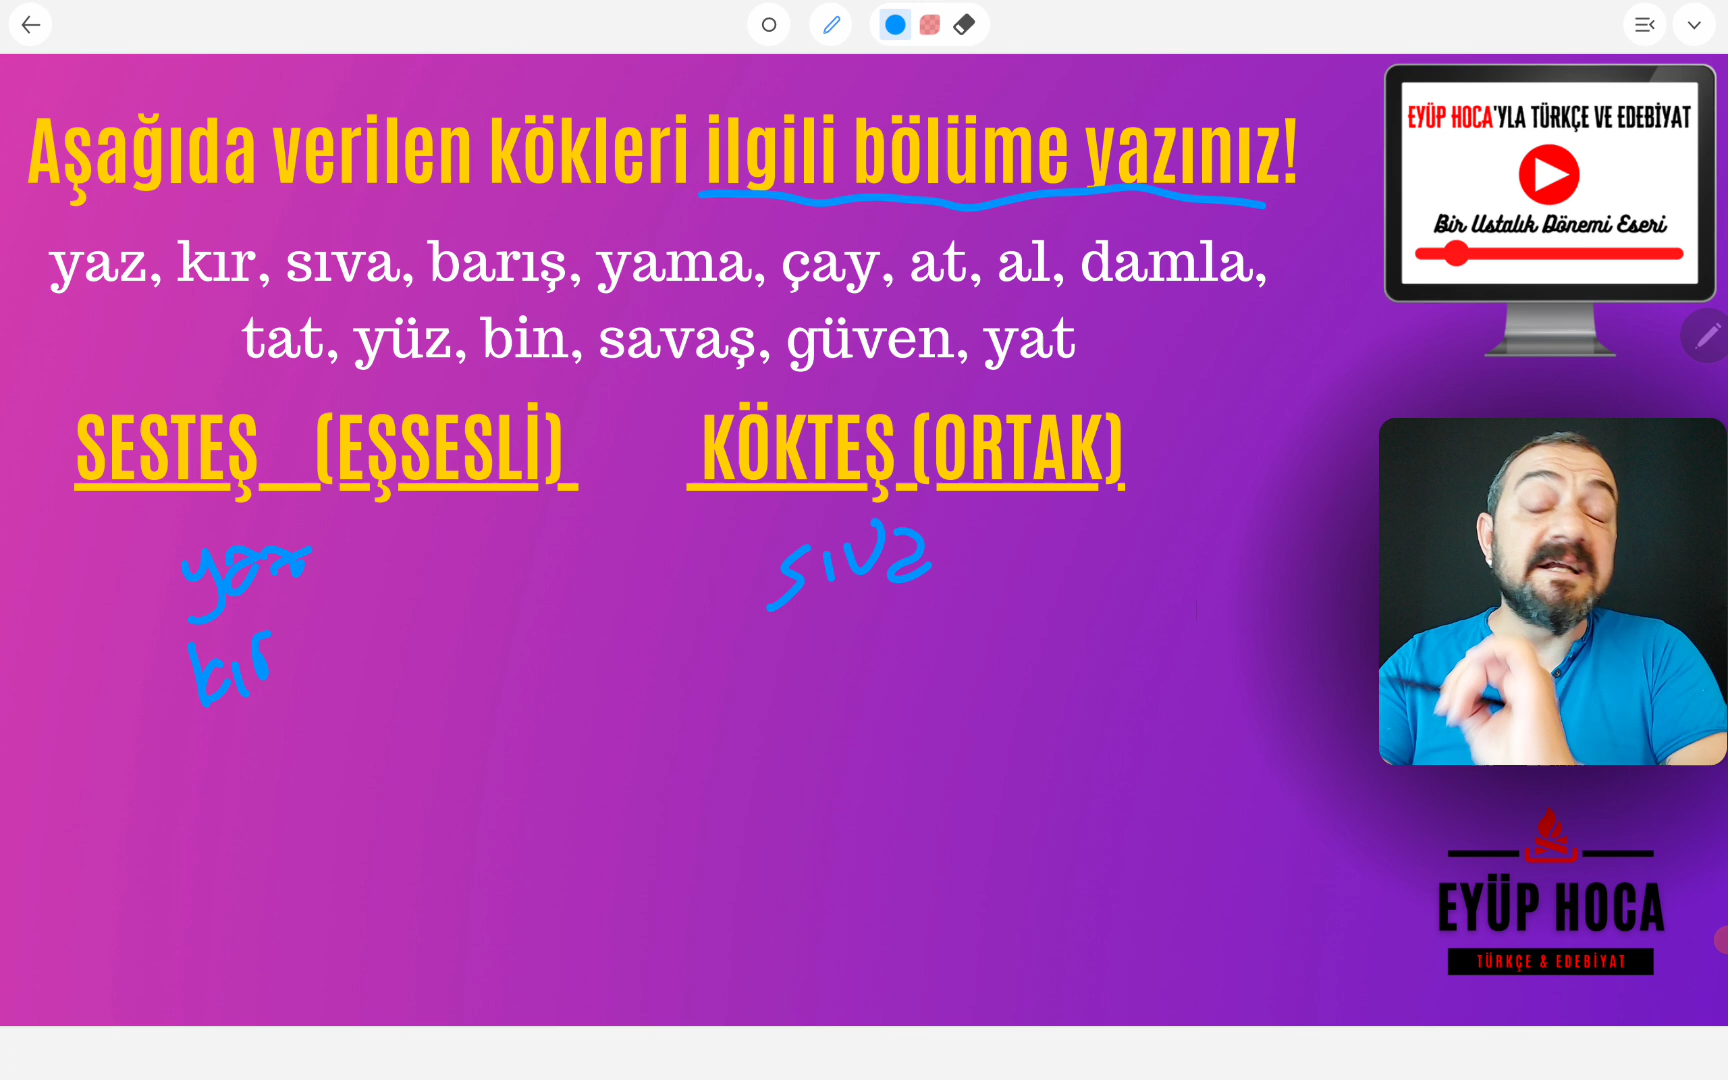 Aşağıda verilen kökleri ilgili bölüme yazınız!
yaz, kır, sıva, barış, yama, çay, at, al, damla,
tat, yüz, bin, savaş, güven, yat
SESTEŞ (EŞSESLİ)
KÖKTEŞ (ORTAK)
yaz
kır
sıva
EYÜP HOCA'YLA TÜRKÇE VE EDEBİYAT
Bir Ustalık Dönemi Eseri
EYÜP HOCA
TÜRKÇE & EDEBİYAT